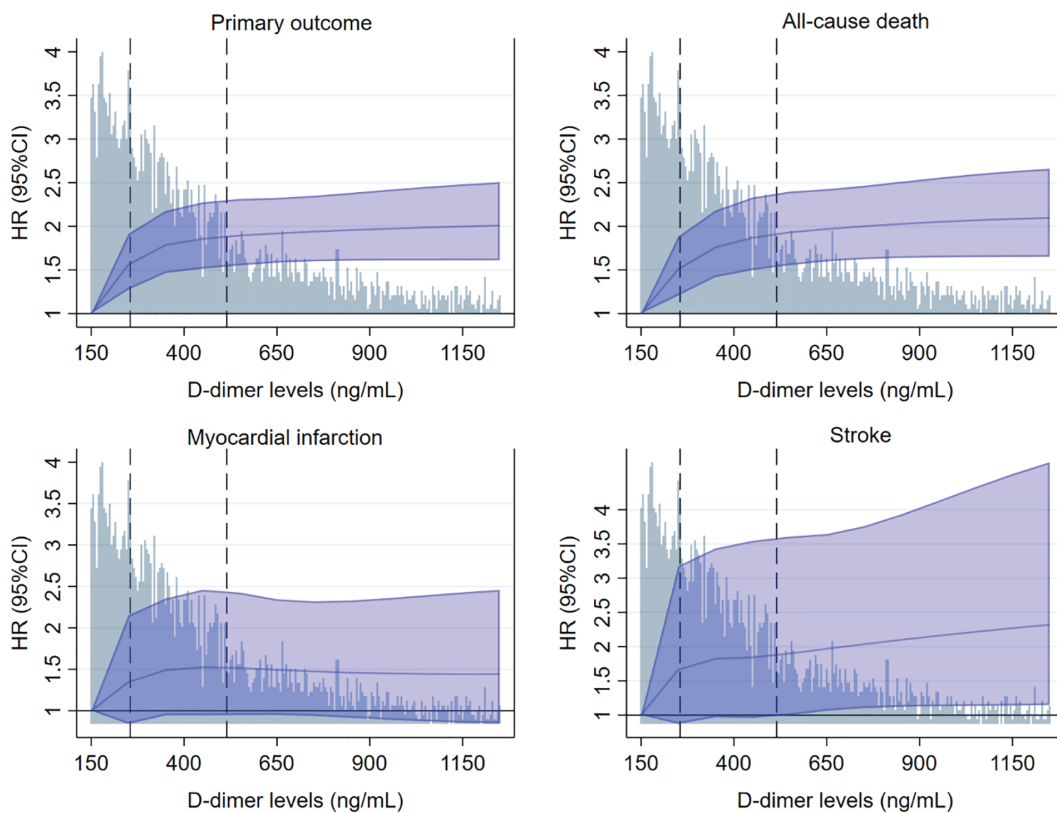 Primary outcome
HR (95%CI)
4
3.5
3
2.5
2
1.5
1
150 400 650 900 1150
D-dimer levels (ng/mL)
All-cause death
HR (95%CI)
4
3.5
3
2.5
2
1.5
1
150 400 650 900 1150
D-dimer levels (ng/mL)
Myocardial infarction
HR (95%CI)
4
3.5
3
2.5
2
1.5
1
150 400 650 900 1150
D-dimer levels (ng/mL)
Stroke
HR (95%CI)
4
3.5
3
2.5
2
1.5
1
150 400 650 900 1150
D-dimer levels (ng/mL)